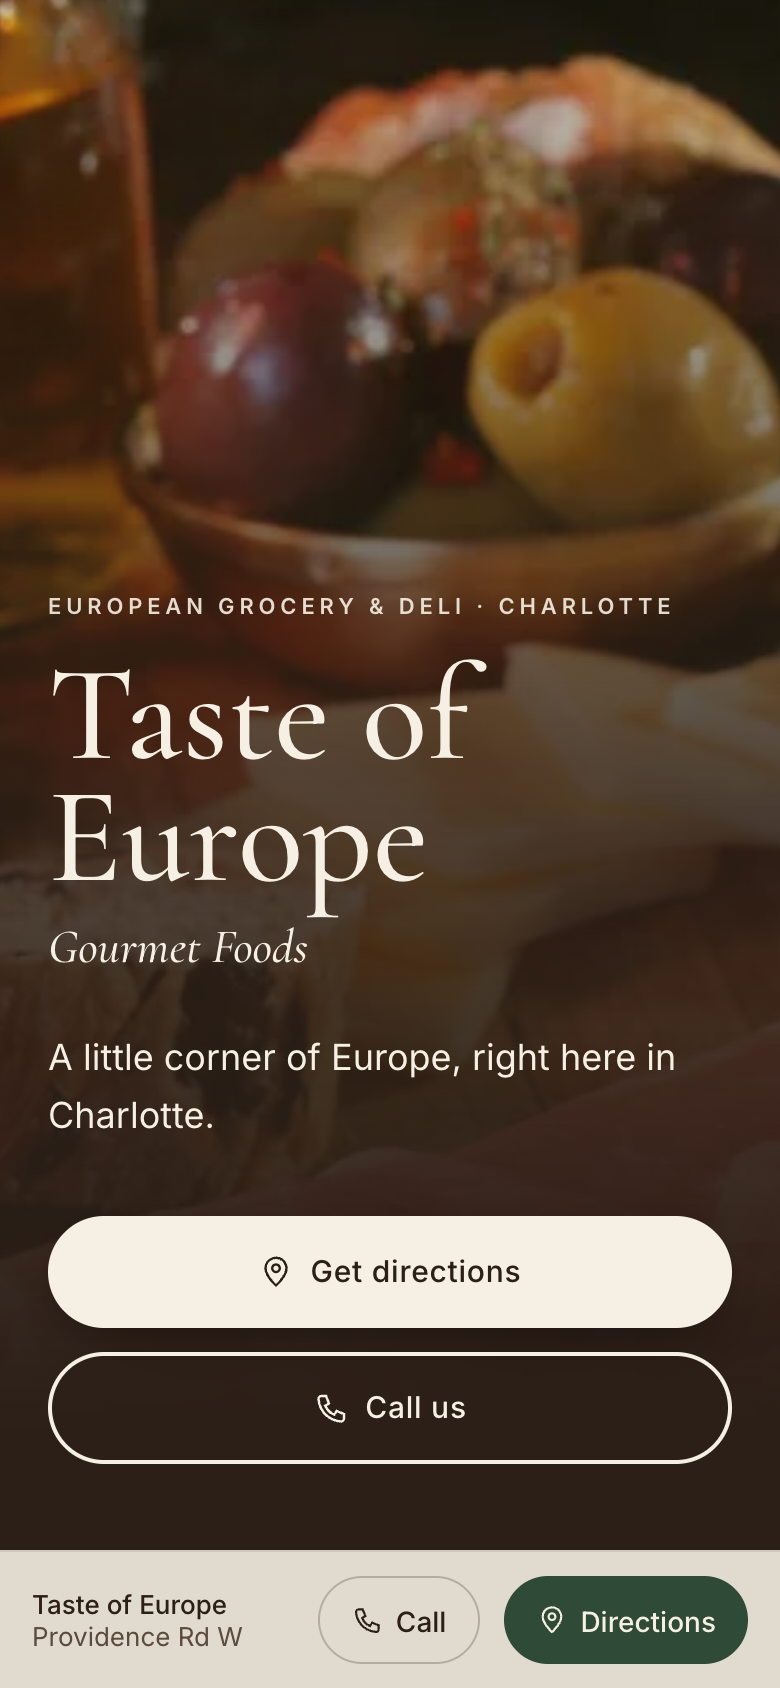 EUROPEAN GROCERY & DELI · CHARLOTTE
Taste of
Europe
Gourmet Foods
A little corner of Europe, right here in
Charlotte.
Get directions
Call us
Taste of Europe
Providence Rd W
Call
Directions